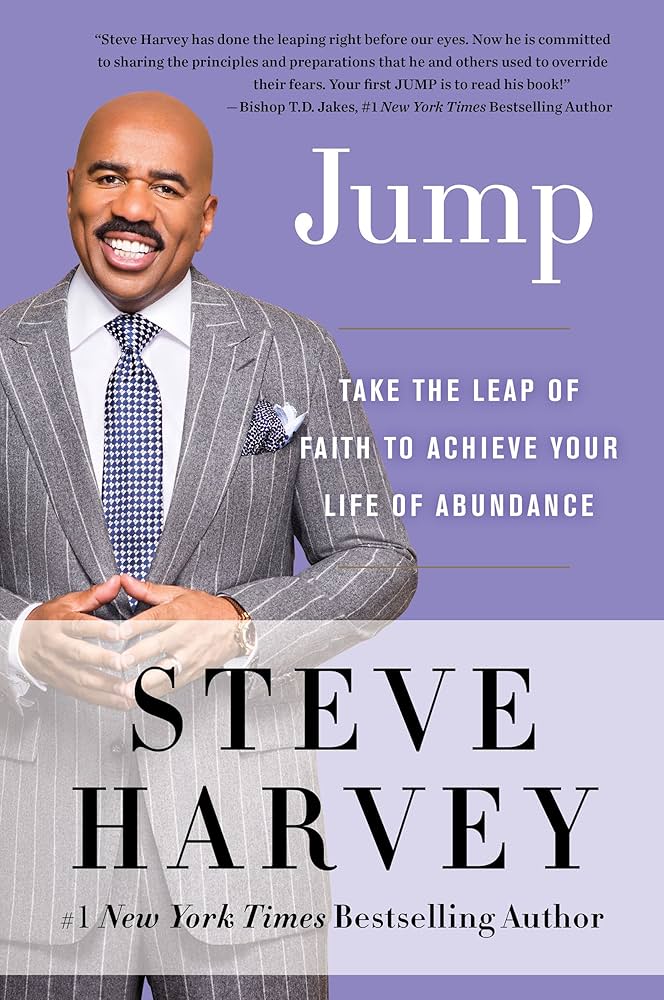 “Steve Harvey has done the leaping right before our eyes. Now he is committed
to sharing the principles and preparations that he and others used to override
their fears. Your first JUMP is to read his book!”
—Bishop T.D. Jakes, #1 New York Times Bestselling Author
Jump
TAKE THE LEAP OF
FAITH TO ACHIEVE YOUR
LIFE OF ABUNDANCE
STEVE
HARVEY
#1 New York Times Bestselling Author